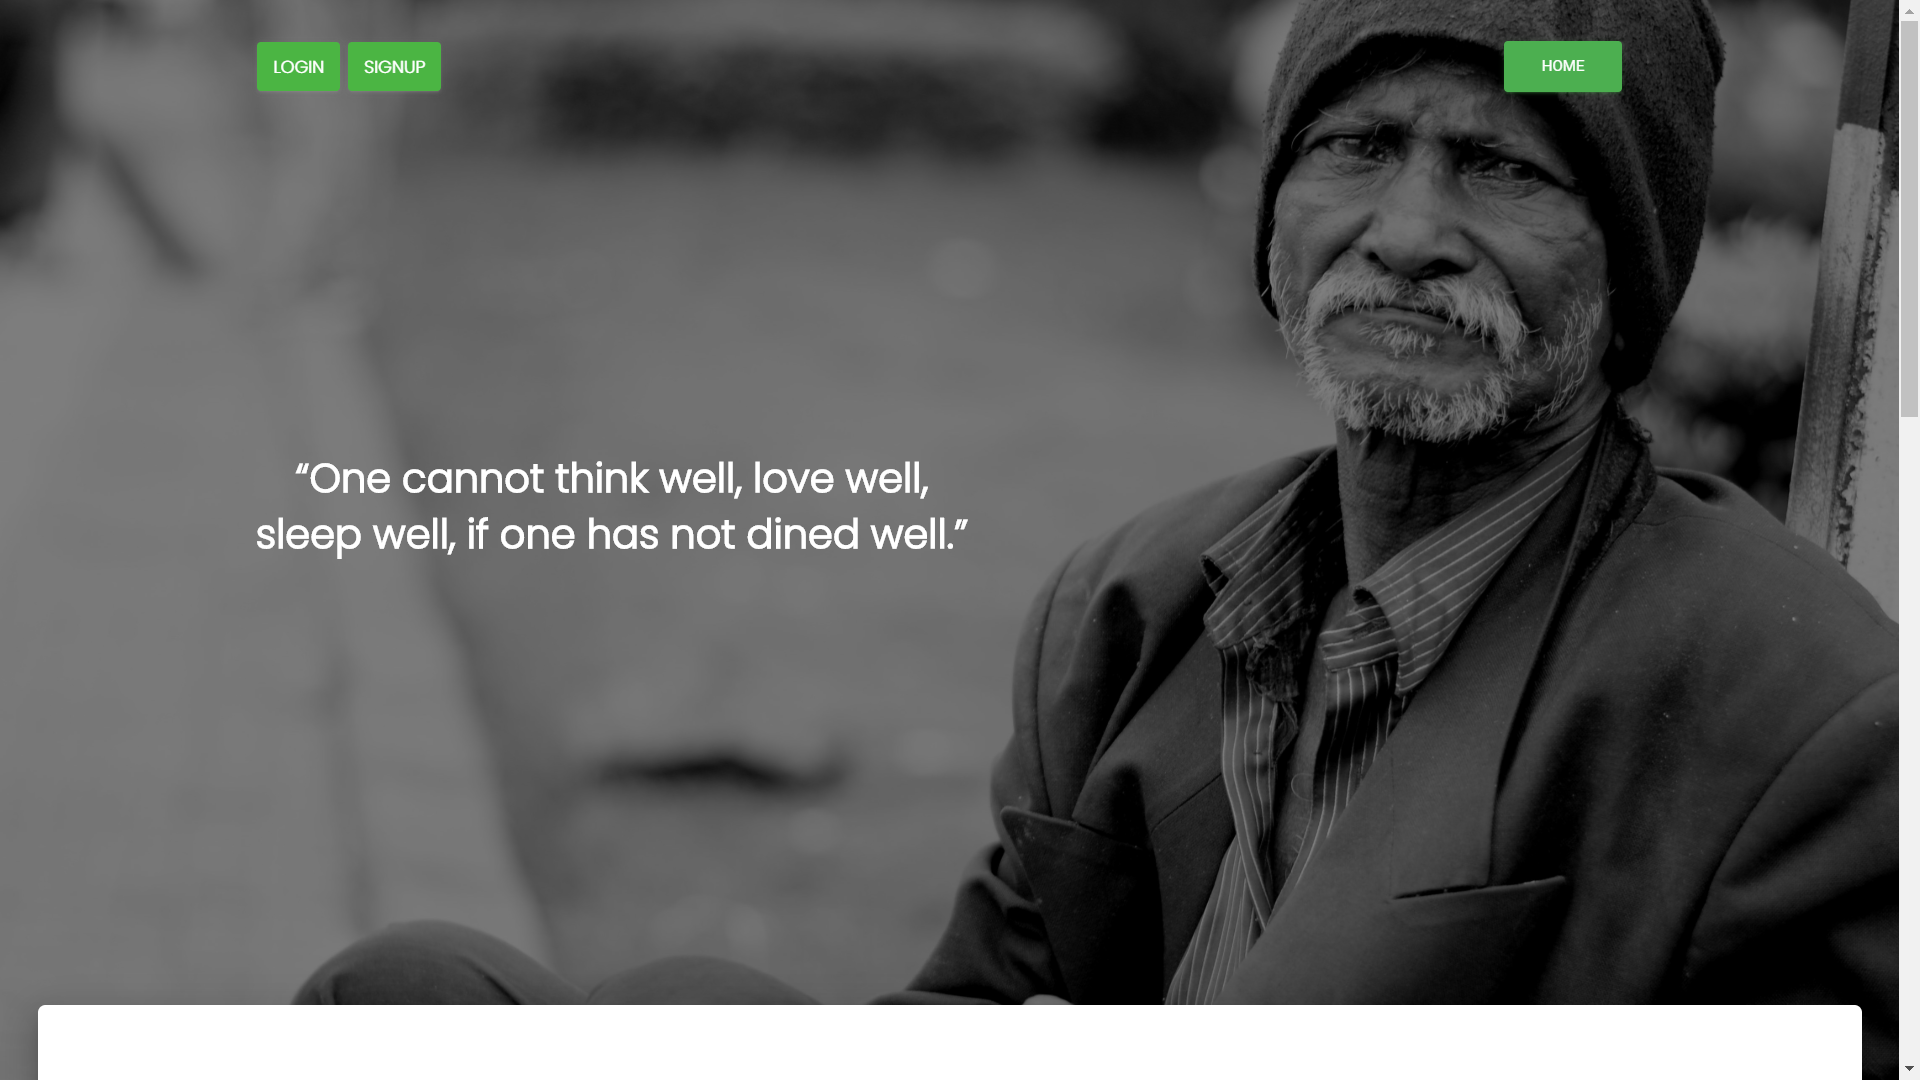 LOGIN SIGNUP HOME
“One cannot think well, love well,
sleep well, if one has not dined well.”